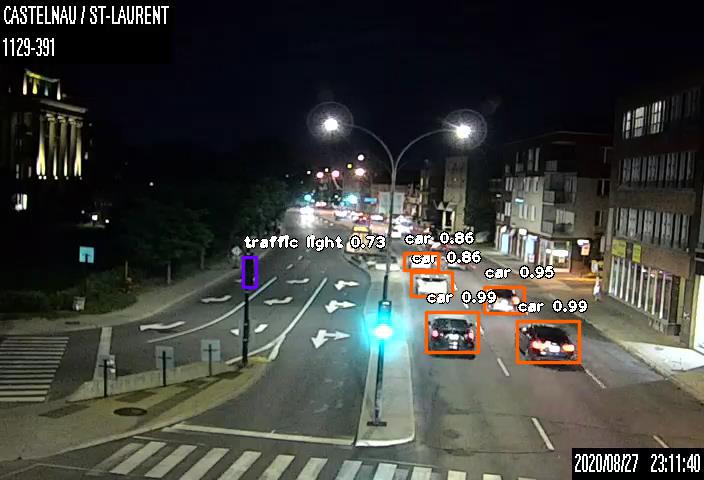 CASTELNAU / ST-LAURENT
1129-391
traffic light 0.73
car 0.86
car 0.86
car 0.95
car 0.99
car 0.99
2020/08/27 23:11:40